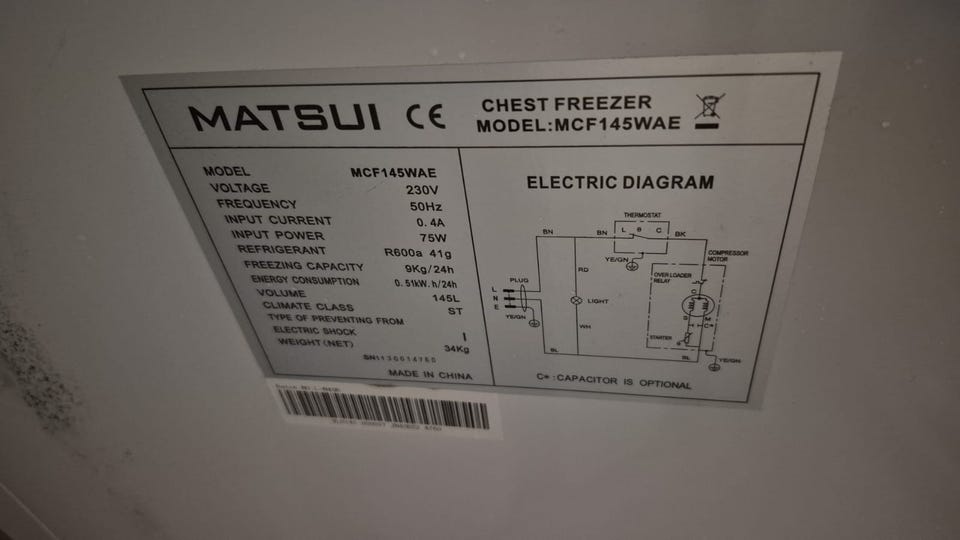 MATSUI CE
CHEST FREEZER
MODEL:MCF145WAE
MODEL MCF145WAE
VOLTAGE 230V
FREQUENCY 50Hz
INPUT CURRENT 0.4A
INPUT POWER 75W
REFRIGERANT R600a 41g
FREEZING CAPACITY 9Kg/24h
ENERGY CONSUMPTION 0.51kW.h/24h
VOLUME 145L
CLIMATE CLASS ST
TYPE OF PREVENTING FROM
ELECTRIC SHOCK I
WEIGHT(NET) 34Kg
MADE IN CHINA
ELECTRIC DIAGRAM
THERMOSTAT
L θ C
BN BN BK
YE/GN
COMPRESSOR
MOTOR
OVER LOADER
RELAY
RD
PLUG
L
N
E
LIGHT
C
S M
C*
YE/GN
WH
STARTER
θ
BL BL
YE/GN
C*:CAPACITOR IS OPTIONAL